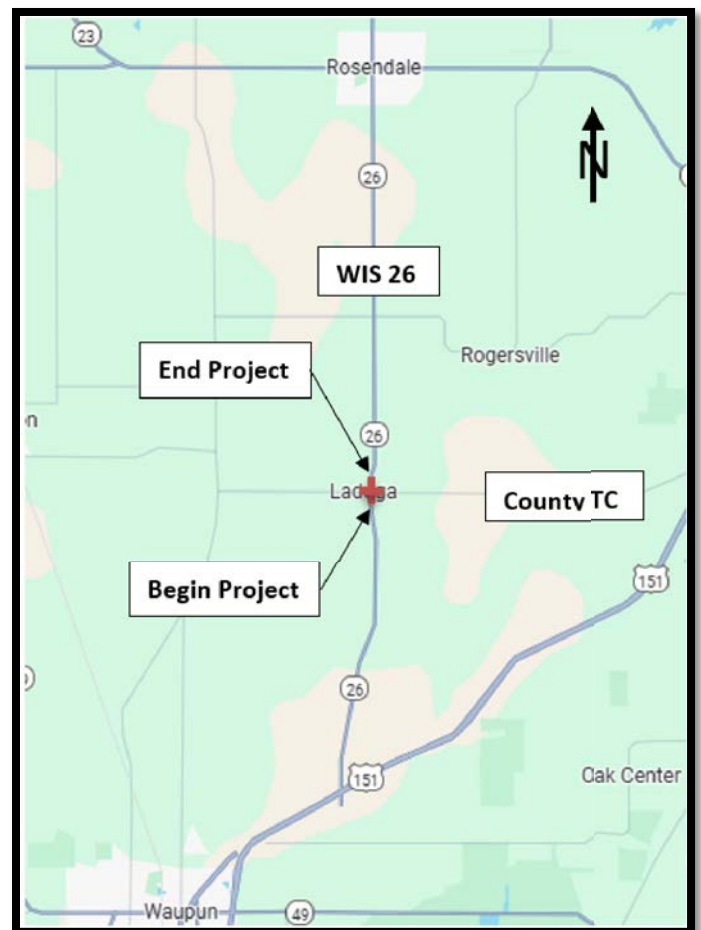 23
Rosendale
N
26
WIS 26
Rogersville
End Project
26
Ladoga
County TC
151
Begin Project
26
151
Oak Center
Waupun
49